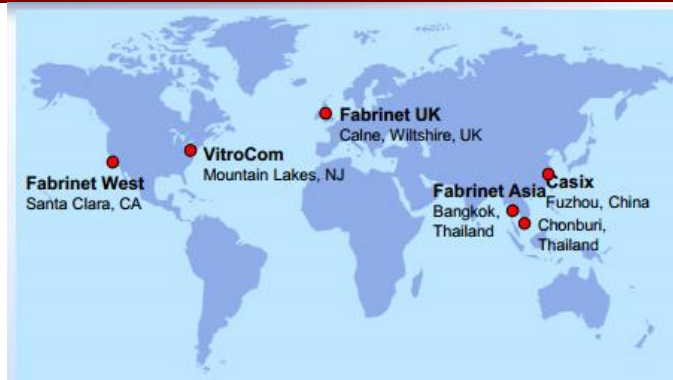 Fabrinet UK
Calne, Wiltshire, UK
VitroCom
Mountain Lakes, NJ
Fabrinet West
Santa Clara, CA
Casix
Fuzhou, China
Fabrinet Asia
Bangkok,
Thailand
Chonburi,
Thailand